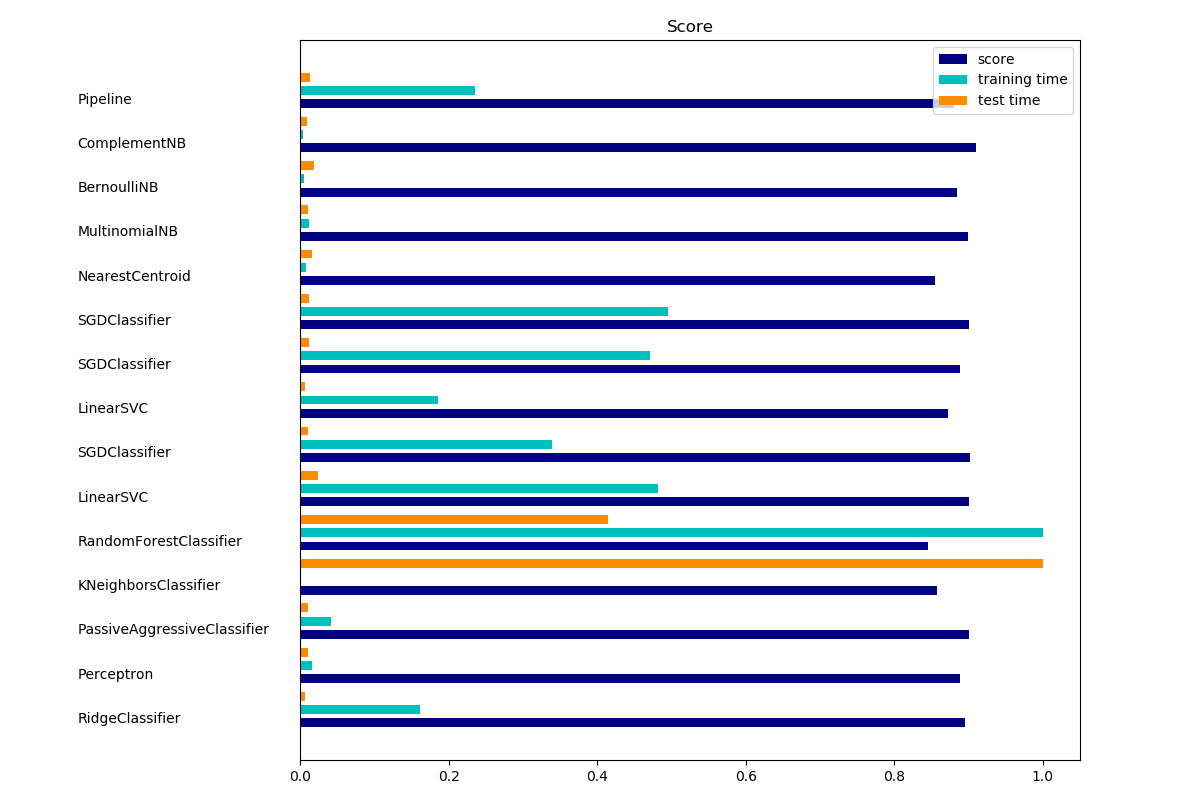 Score
score
training time
test time
Pipeline
ComplementNB
BernoulliNB
MultinomialNB
NearestCentroid
SGDClassifier
SGDClassifier
LinearSVC
SGDClassifier
LinearSVC
RandomForestClassifier
KNeighborsClassifier
PassiveAggressiveClassifier
Perceptron
RidgeClassifier
0.0 0.2 0.4 0.6 0.8 1.0